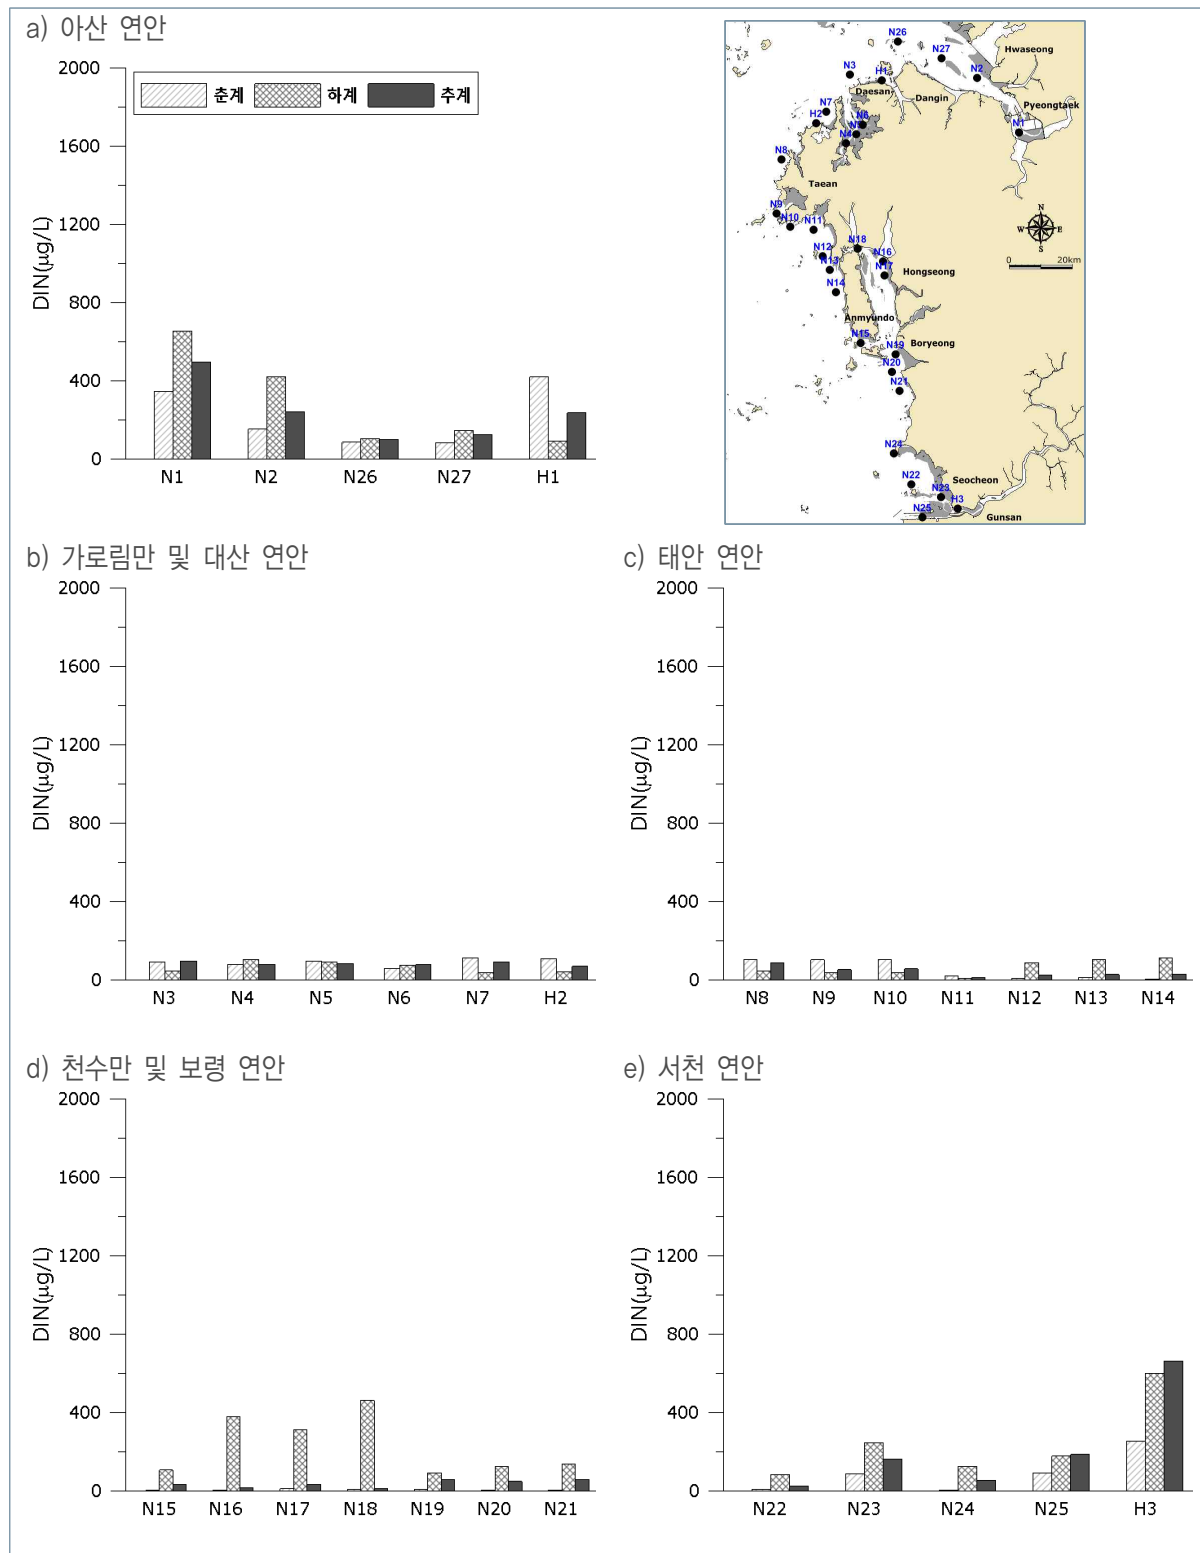 a) 아산 연안
2000
1600
1200
800
400
0
DIN(µg/L)
춘계 하계 추계
N1 N2 N26 N27 H1
N26
N27
Hwaseong
N2
N3
H1
Daesan
Dangin
Pyeongtaek
N1
N7
H2
N6
N4
N8
Taean
N9
N10
N11
N
W E
S
0 20km
N12
N13
N14
N18
N16
N17
Hongseong
Anmyundo
N15
N19
Boryeong
N20
N21
N24
N22
Seocheon
N23
H3
N25
Gunsan
b) 가로림만 및 대산 연안
2000
1600
1200
800
400
0
DIN(µg/L)
N3 N4 N5 N6 N7 H2
c) 태안 연안
2000
1600
1200
800
400
0
DIN(µg/L)
N8 N9 N10 N11 N12 N13 N14
d) 천수만 및 보령 연안
2000
1600
1200
800
400
0
DIN(µg/L)
N15 N16 N17 N18 N19 N20 N21
e) 서천 연안
2000
1600
1200
800
400
0
DIN(µg/L)
N22 N23 N24 N25 H3